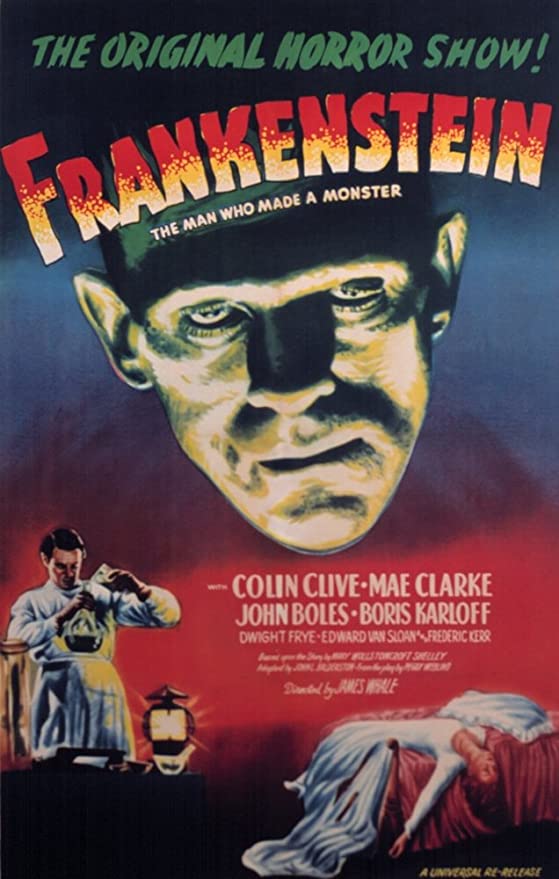 THE ORIGINAL HORROR SHOW!
FRANKENSTEIN
THE MAN WHO MADE A MONSTER
WITH COLIN CLIVE • MAE CLARKE
JOHN BOLES • BORIS KARLOFF
DWIGHT FRYE • EDWARD VAN SLOAN AND FREDERIC KERR
Based upon the Story by MARY WOLLSTONCROFT SHELLEY
Adapted by JOHN L. BALDERSTON • From the play by PEGGY WEBLING
Directed by JAMES WHALE
A UNIVERSAL RE-RELEASE